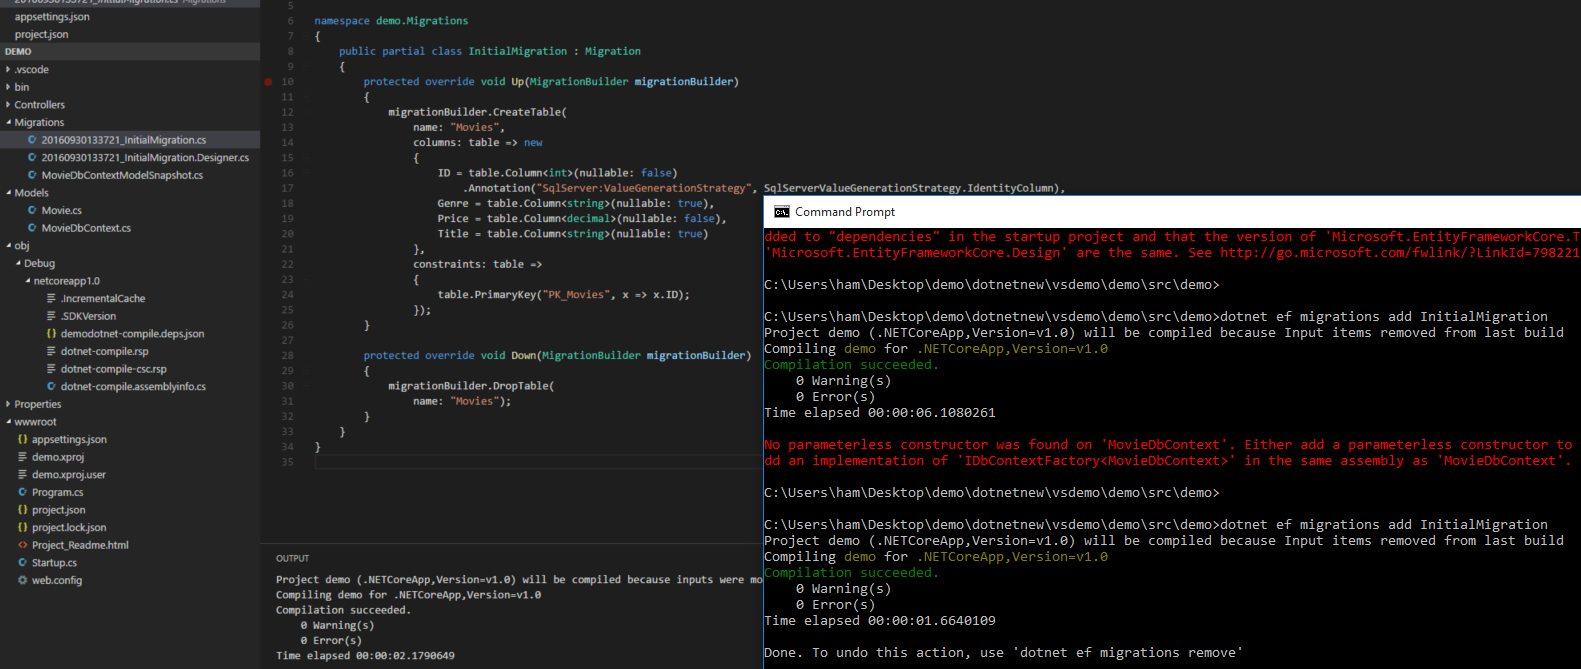 20160930133721_InitialMigration.cs Migrations
appsettings.json
project.json
DEMO
.vscode
bin
Controllers
Migrations
20160930133721_InitialMigration.cs
20160930133721_InitialMigration.Designer.cs
MovieDbContextModelSnapshot.cs
Models
Movie.cs
MovieDbContext.cs
obj
Debug
netcoreapp1.0
.IncrementalCache
.SDKVersion
demodotnet-compile.deps.json
dotnet-compile.rsp
dotnet-compile-csc.rsp
dotnet-compile.assemblyinfo.cs
Properties
wwwroot
appsettings.json
demo.xproj
demo.xproj.user
Program.cs
project.json
project.lock.json
Project_Readme.html
Startup.cs
web.config
5
6 namespace demo.Migrations
7 {
8 public partial class InitialMigration : Migration
9 {
10 protected override void Up(MigrationBuilder migrationBuilder)
11 {
12 migrationBuilder.CreateTable(
13 name: "Movies",
14 columns: table => new
15 {
16 ID = table.Column<int>(nullable: false)
17 .Annotation("SqlServer:ValueGenerationStrategy", SqlServerValueGenerationStrategy.IdentityColumn),
18 Genre = table.Column<string>(nullable: true),
19 Price = table.Column<decimal>(nullable: false),
20 Title = table.Column<string>(nullable: true)
21 },
22 constraints: table =>
23 {
24 table.PrimaryKey("PK_Movies", x => x.ID);
25 });
26 }
27
28 protected override void Down(MigrationBuilder migrationBuilder)
29 {
30 migrationBuilder.DropTable(
31 name: "Movies");
32 }
33 }
34 }
35
OUTPUT
Project demo (.NETCoreApp,Version=v1.0) will be compiled because inputs were mo
Compiling demo for .NETCoreApp,Version=v1.0
Compilation succeeded.
0 Warning(s)
0 Error(s)
Time elapsed 00:00:02.1790649
Command Prompt
dded to "dependencies" in the startup project and that the version of 'Microsoft.EntityFrameworkCore.T
'Microsoft.EntityFrameworkCore.Design' are the same. See http://go.microsoft.com/fwlink/?LinkId=798221
C:\Users\ham\Desktop\demo\dotnetnew\vsdemo\demo\src\demo>
C:\Users\ham\Desktop\demo\dotnetnew\vsdemo\demo\src\demo>dotnet ef migrations add InitialMigration
Project demo (.NETCoreApp,Version=v1.0) will be compiled because Input items removed from last build
Compiling demo for .NETCoreApp,Version=v1.0
Compilation succeeded.
0 Warning(s)
0 Error(s)
Time elapsed 00:00:06.1080261
No parameterless constructor was found on 'MovieDbContext'. Either add a parameterless constructor to
dd an implementation of 'IDbContextFactory<MovieDbContext>' in the same assembly as 'MovieDbContext'.
C:\Users\ham\Desktop\demo\dotnetnew\vsdemo\demo\src\demo>
C:\Users\ham\Desktop\demo\dotnetnew\vsdemo\demo\src\demo>dotnet ef migrations add InitialMigration
Project demo (.NETCoreApp,Version=v1.0) will be compiled because Input items removed from last build
Compiling demo for .NETCoreApp,Version=v1.0
Compilation succeeded.
0 Warning(s)
0 Error(s)
Time elapsed 00:00:01.6640109
Done. To undo this action, use 'dotnet ef migrations remove'